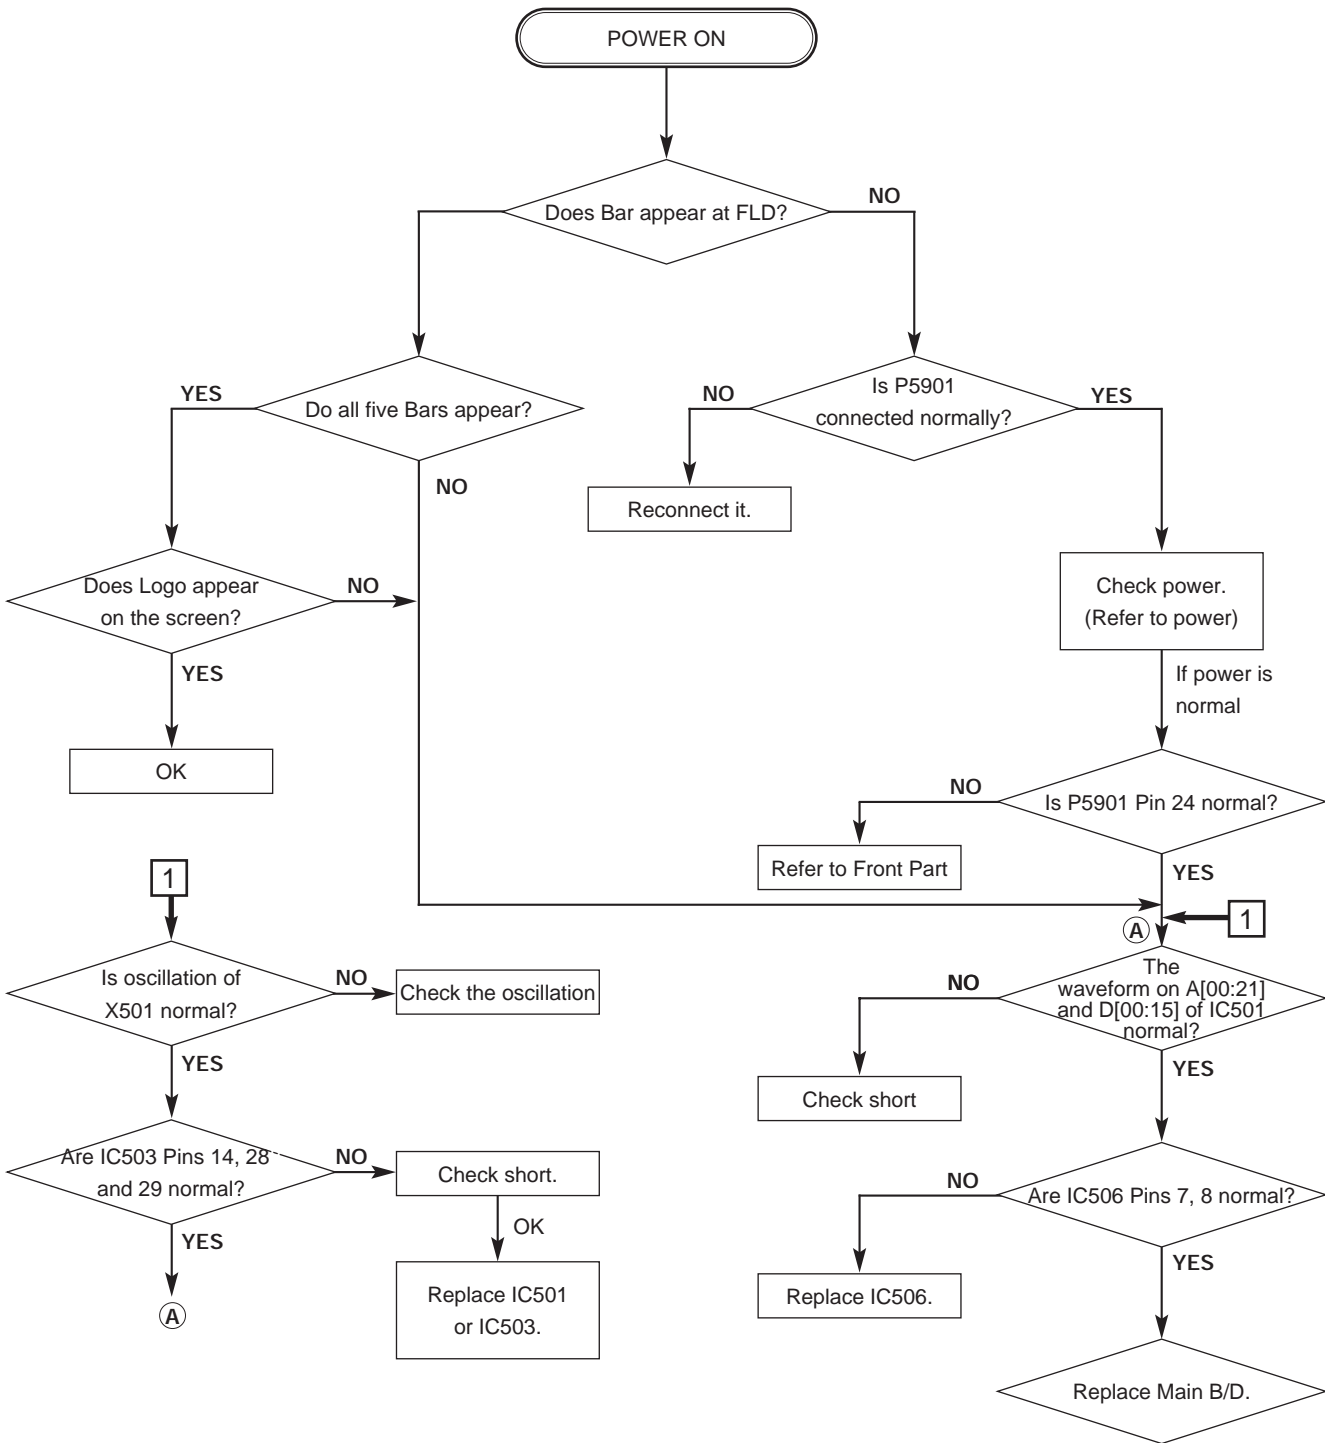 POWER ON
Does Bar appear at FLD?
NO
Do all five Bars appear?
YES
NO
Is P5901
connected normally?
NO
YES
Reconnect it.
Does Logo appear
on the screen?
NO
YES
OK
Check power.
(Refer to power)
If power is
normal
Is P5901 Pin 24 normal?
NO
YES
Refer to Front Part
1
A
The
waveform on A[00:21]
and D[00:15] of IC501
normal?
NO
YES
Check short
Are IC506 Pins 7, 8 normal?
NO
YES
Replace IC506.
Replace Main B/D.
1
Is oscillation of
X501 normal?
NO
Check the oscillation
YES
Are IC503 Pins 14, 28
and 29 normal?
NO
Check short.
OK
Replace IC501
or IC503.
YES
A